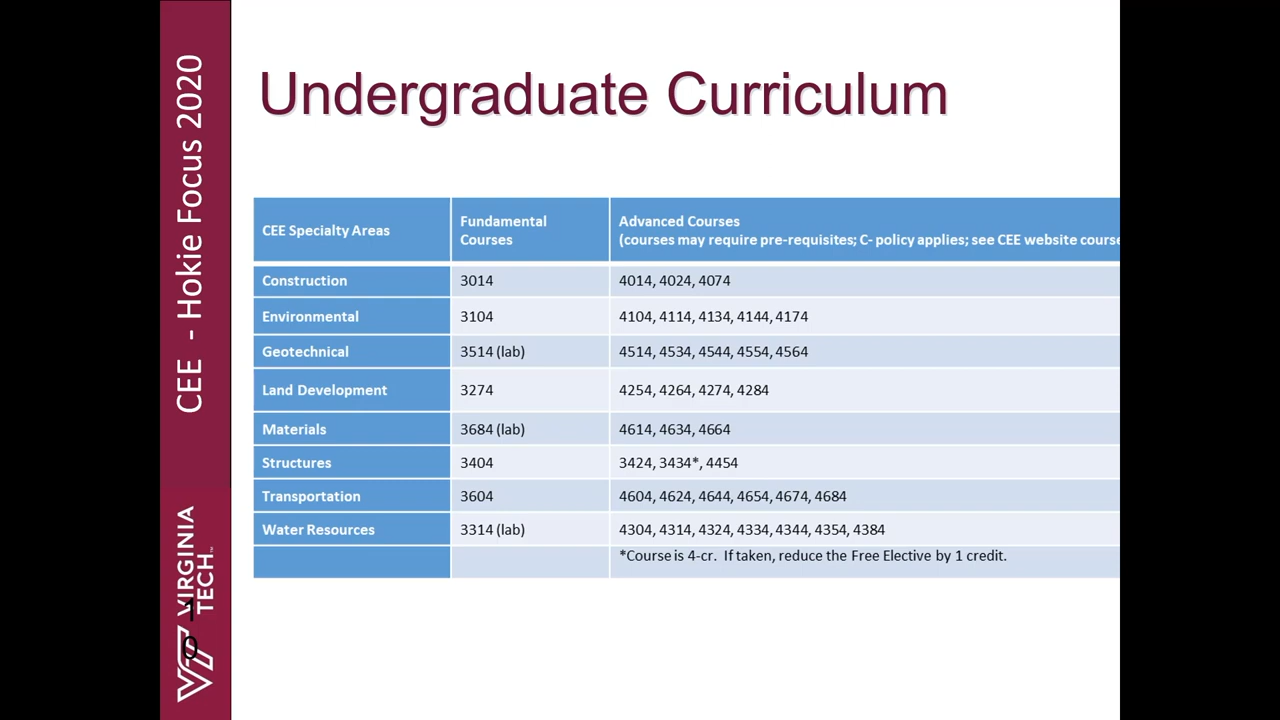 CEE - Hokie Focus 2020
VIRGINIA
TECH™
10
Undergraduate Curriculum
CEE Specialty Areas
Fundamental
Courses
Advanced Courses
(courses may require pre-requisites; C- policy applies; see CEE website course
Construction 3014 4014, 4024, 4074
Environmental 3104 4104, 4114, 4134, 4144, 4174
Geotechnical 3514 (lab) 4514, 4534, 4544, 4554, 4564
Land Development 3274 4254, 4264, 4274, 4284
Materials 3684 (lab) 4614, 4634, 4664
Structures 3404 3424, 3434*, 4454
Transportation 3604 4604, 4624, 4644, 4654, 4674, 4684
Water Resources 3314 (lab) 4304, 4314, 4324, 4334, 4344, 4354, 4384
*Course is 4-cr. If taken, reduce the Free Elective by 1 credit.